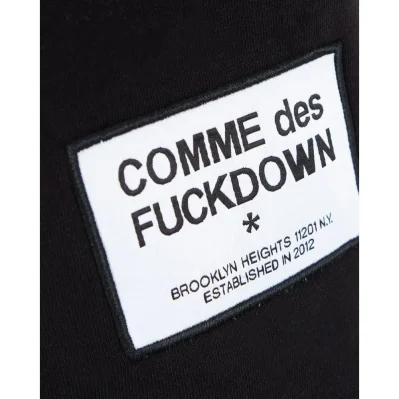 COMME des
FUCKDOWN
*
BROOKLYN HEIGHTS 11201 N.Y.
ESTABLISHED IN 2012